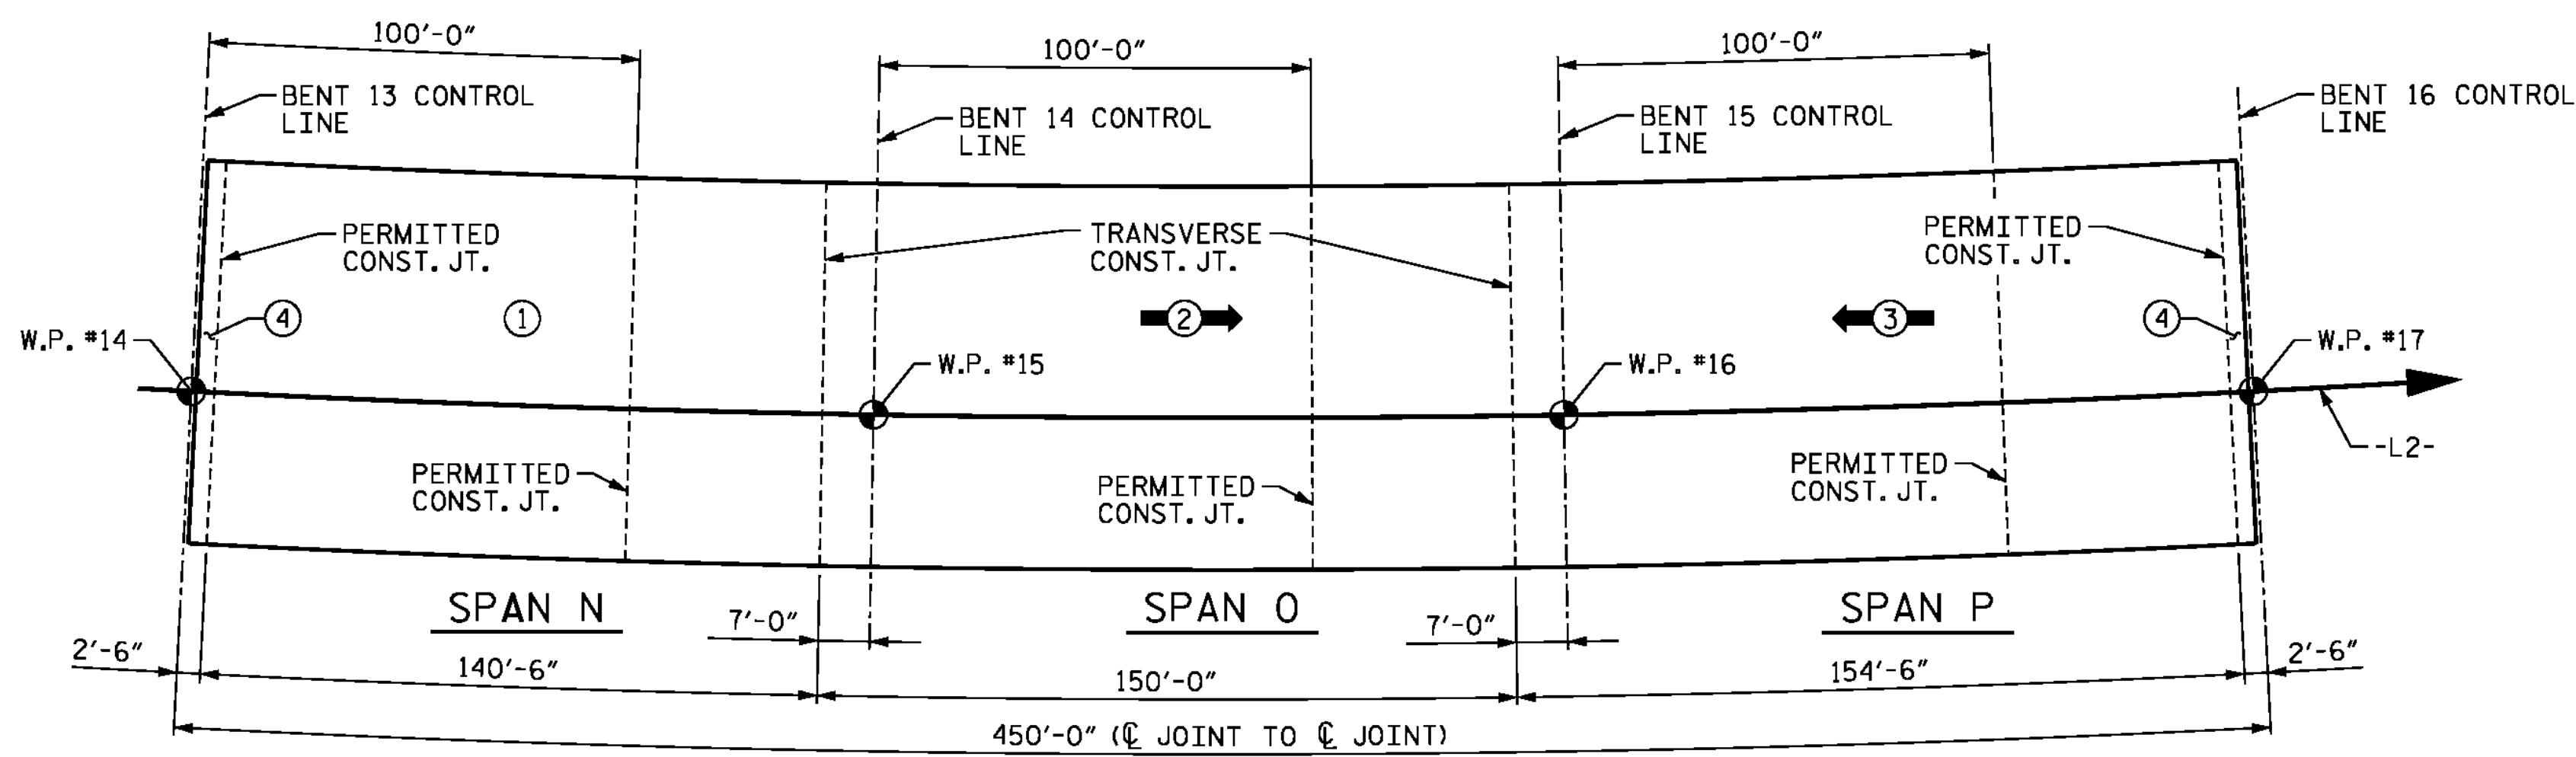 100′-0″
100′-0″
100′-0″
BENT 13 CONTROL
LINE
BENT 14 CONTROL
LINE
BENT 15 CONTROL
LINE
BENT 16 CONTROL
LINE
PERMITTED
CONST. JT.
TRANSVERSE
CONST. JT.
PERMITTED
CONST. JT.
4
1
2
3
4
W.P. #14
W.P. #15
W.P. #16
W.P. #17
-L2-
PERMITTED
CONST. JT.
PERMITTED
CONST. JT.
PERMITTED
CONST. JT.
SPAN N
SPAN O
SPAN P
7′-0″
7′-0″
2′-6″
140′-6″
150′-0″
154′-6″
2′-6″
450′-0″ (℄ JOINT TO ℄ JOINT)